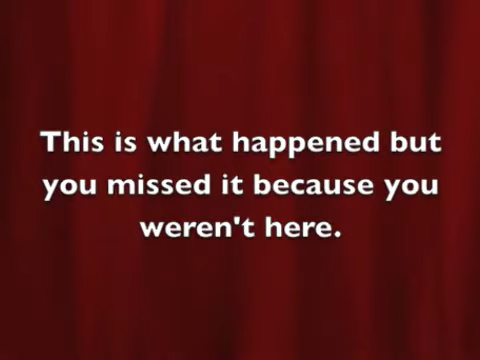 This is what happened but
you missed it because you
weren't here.